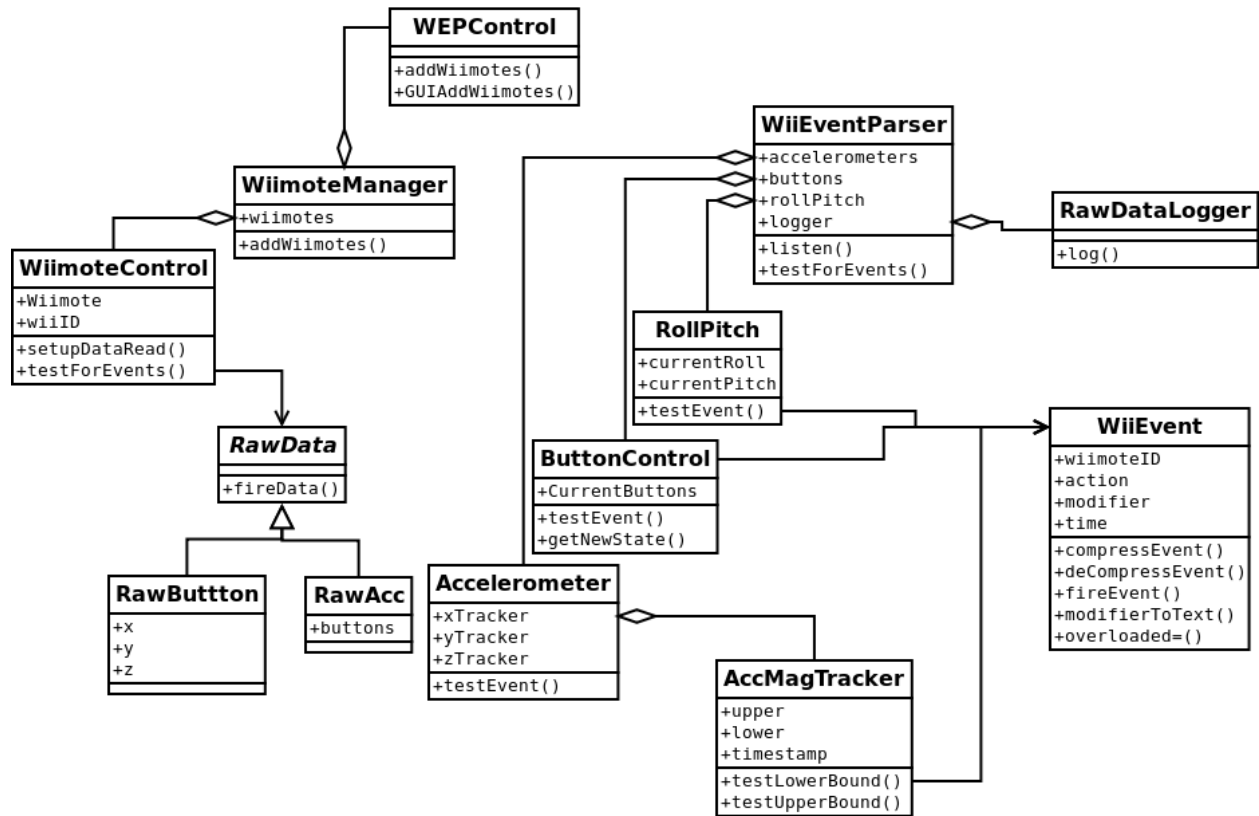 WEPControl
+addWiimotes()
+GUIAddWiimotes()
WiiEventParser
+accelerometers
+buttons
+rollPitch
+logger
+listen()
+testForEvents()
WiimoteManager
+wiimotes
+addWiimotes()
RawDataLogger
+log()
WiimoteControl
+Wiimote
+wiiID
+setupDataRead()
+testForEvents()
RollPitch
+currentRoll
+currentPitch
+testEvent()
RawData
+fireData()
WiiEvent
+wiimoteID
+action
+modifier
+time
+compressEvent()
+deCompressEvent()
+fireEvent()
+modifierToText()
+overloaded=()
ButtonControl
+CurrentButtons
+testEvent()
+getNewState()
RawButtton
+x
+y
+z
RawAcc
+buttons
Accelerometer
+xTracker
+yTracker
+zTracker
+testEvent()
AccMagTracker
+upper
+lower
+timestamp
+testLowerBound()
+testUpperBound()